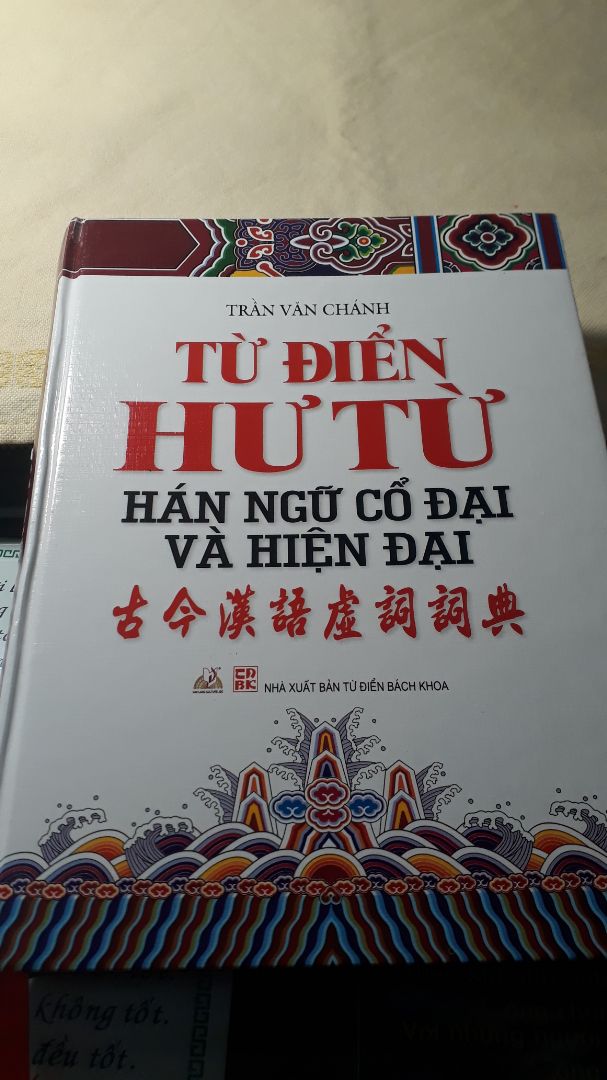 TRẦN VĂN CHÁNH
TỪ ĐIỂN
HƯ TỪ
HÁN NGỮ CỔ ĐẠI
VÀ HIỆN ĐẠI
古今漢語虛詞詞典
NHÀ XUẤT BẢN TỪ ĐIỂN BÁCH KHOA
không tốt.
đều tốt.